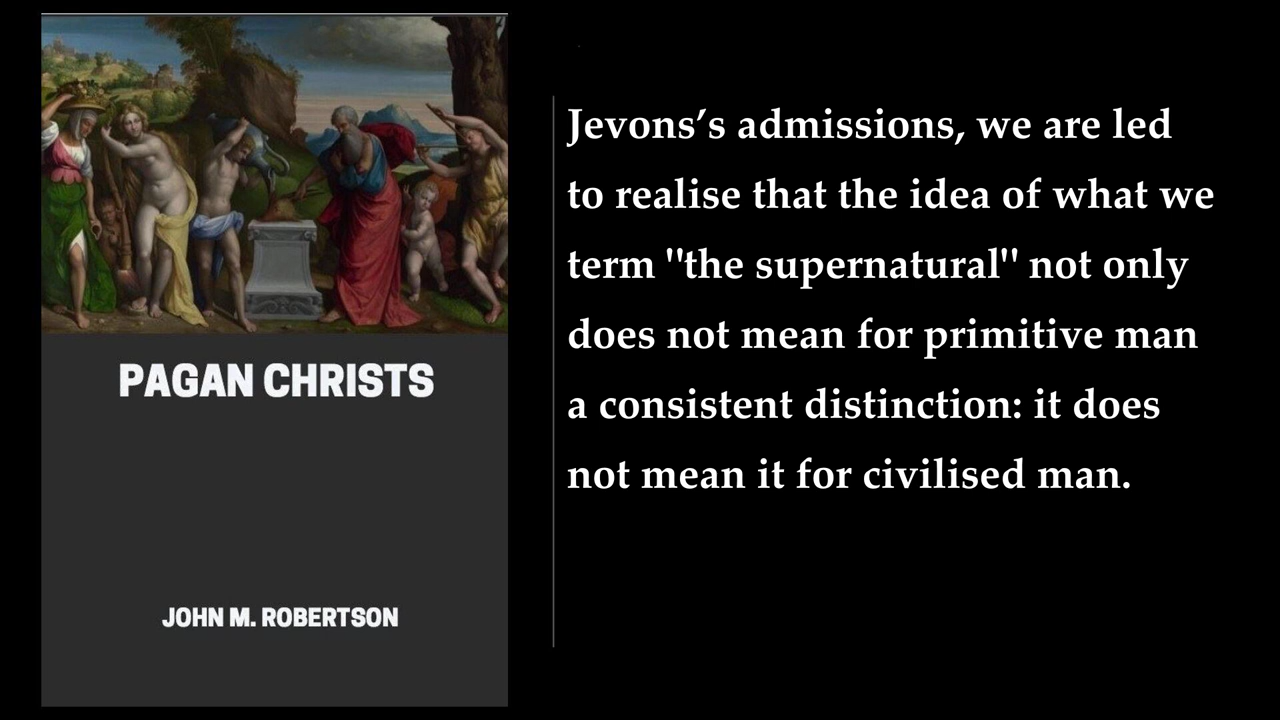 PAGAN CHRISTS
JOHN M. ROBERTSON
Jevons’s admissions, we are led
to realise that the idea of what we
term "the supernatural" not only
does not mean for primitive man
a consistent distinction: it does
not mean it for civilised man.